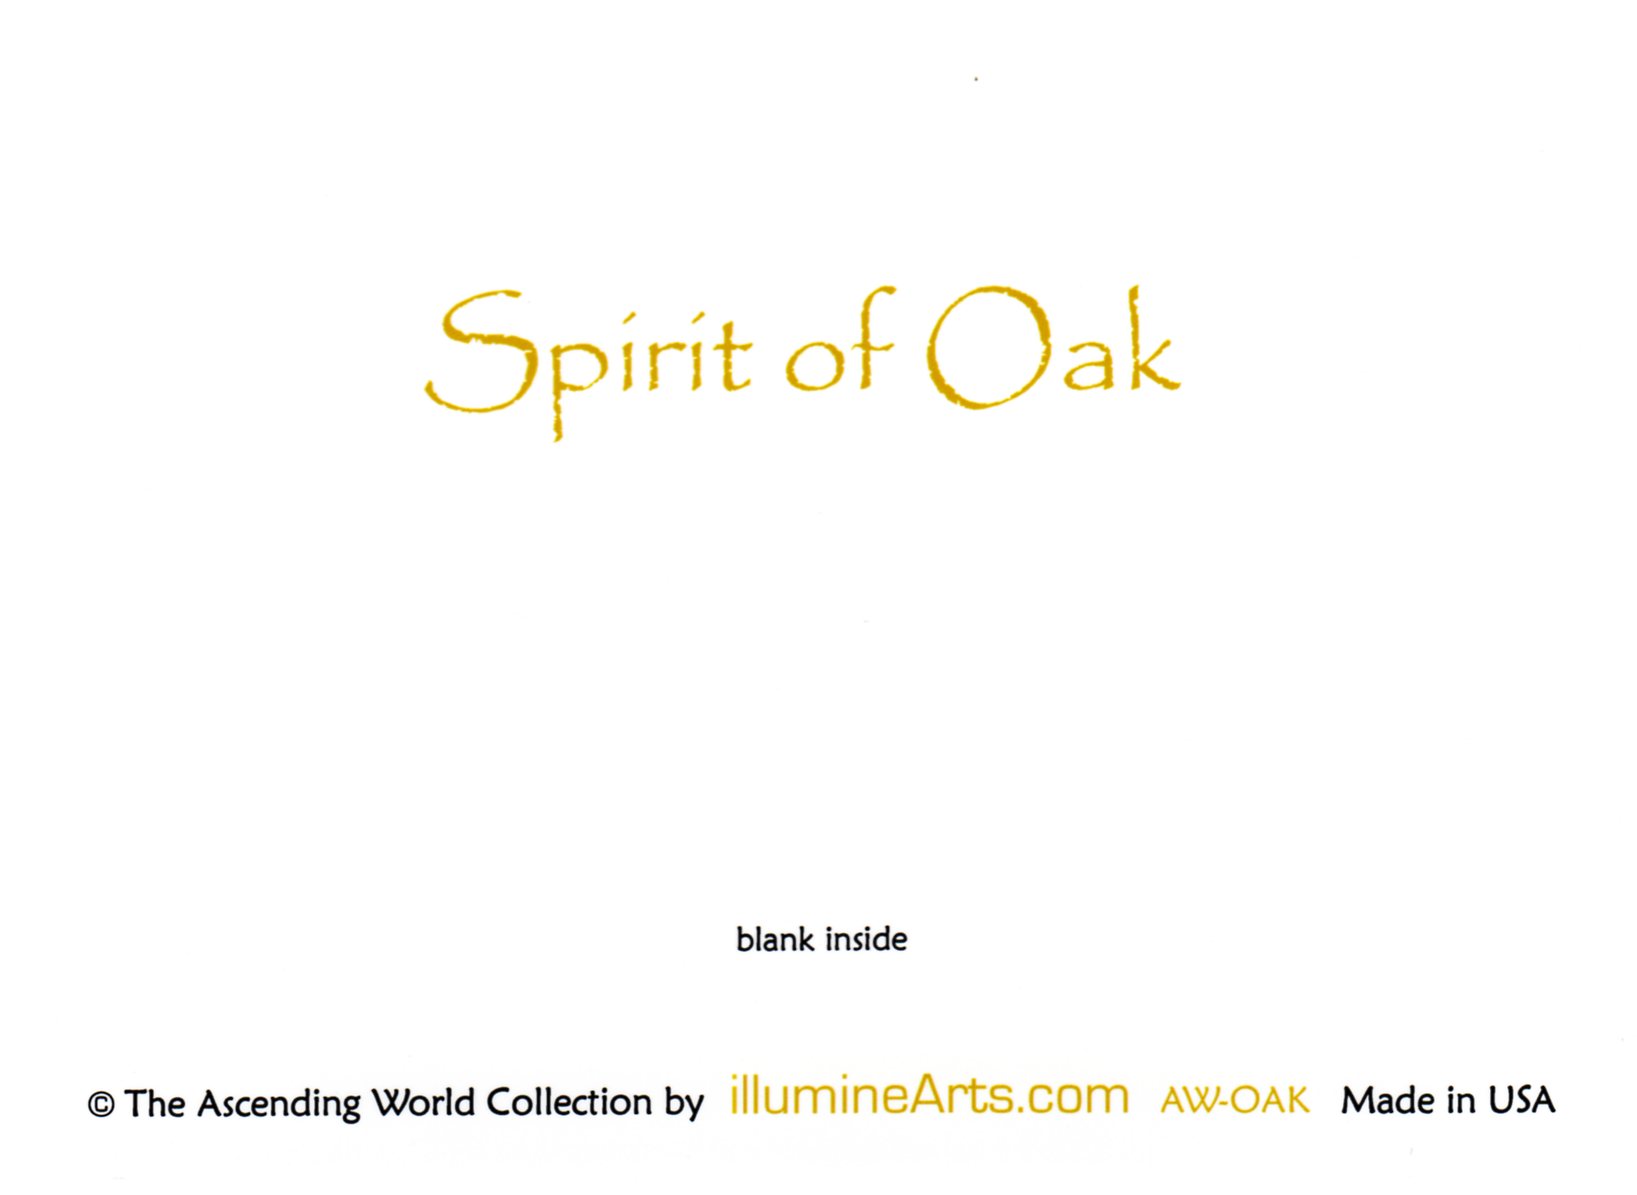 Spirit of Oak
blank inside
© The Ascending World Collection by illumineArts.com AW-OAK Made in USA